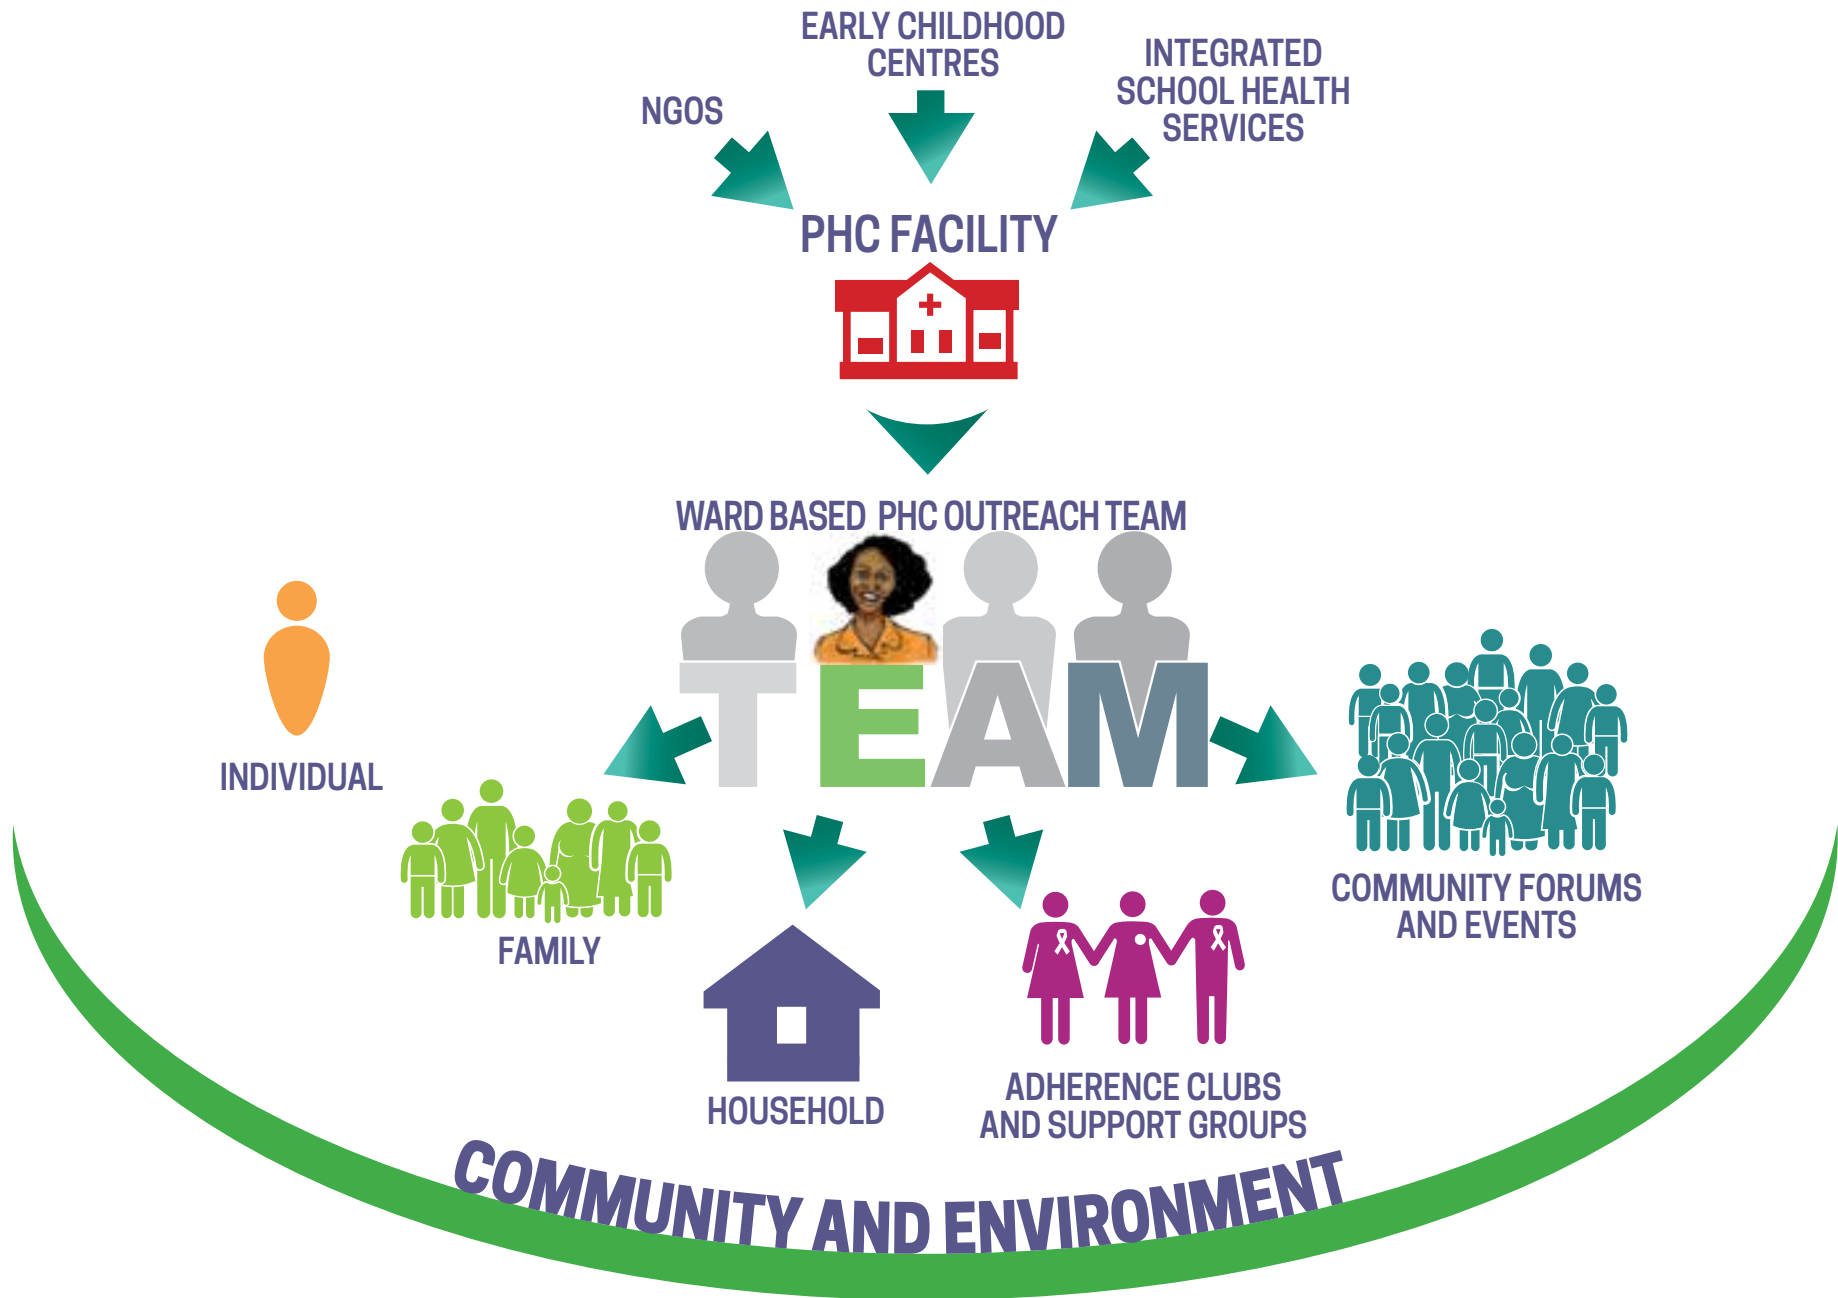 EARLY CHILDHOOD
CENTRES
INTEGRATED
SCHOOL HEALTH
SERVICES
NGOS
PHC FACILITY
WARD BASED PHC OUTREACH TEAM
TEAM
INDIVIDUAL
FAMILY
HOUSEHOLD
ADHERENCE CLUBS
AND SUPPORT GROUPS
COMMUNITY FORUMS
AND EVENTS
COMMUNITY AND ENVIRONMENT